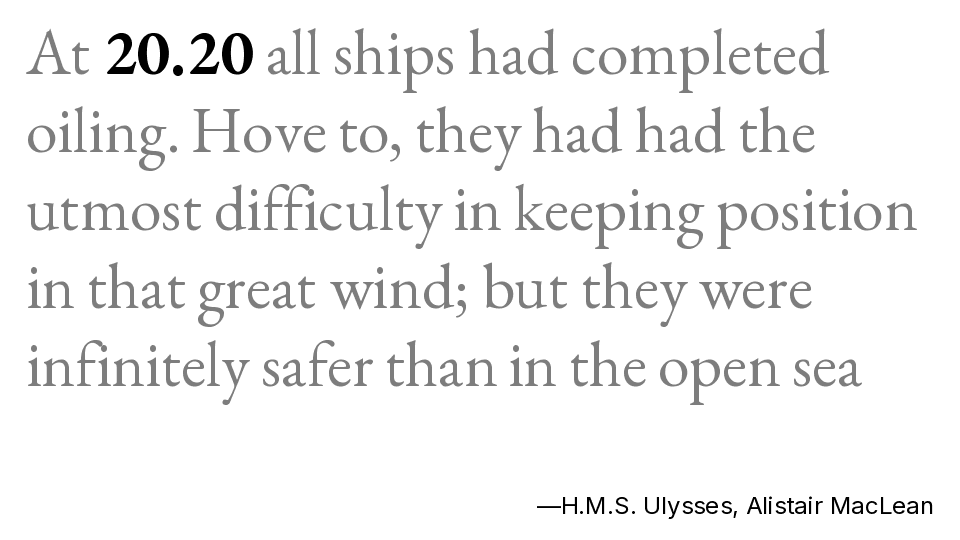 At 20.20 all ships had completed
oiling. Hove to, they had had the
utmost difficulty in keeping position
in that great wind; but they were
infinitely safer than in the open sea
—H.M.S. Ulysses, Alistair MacLean